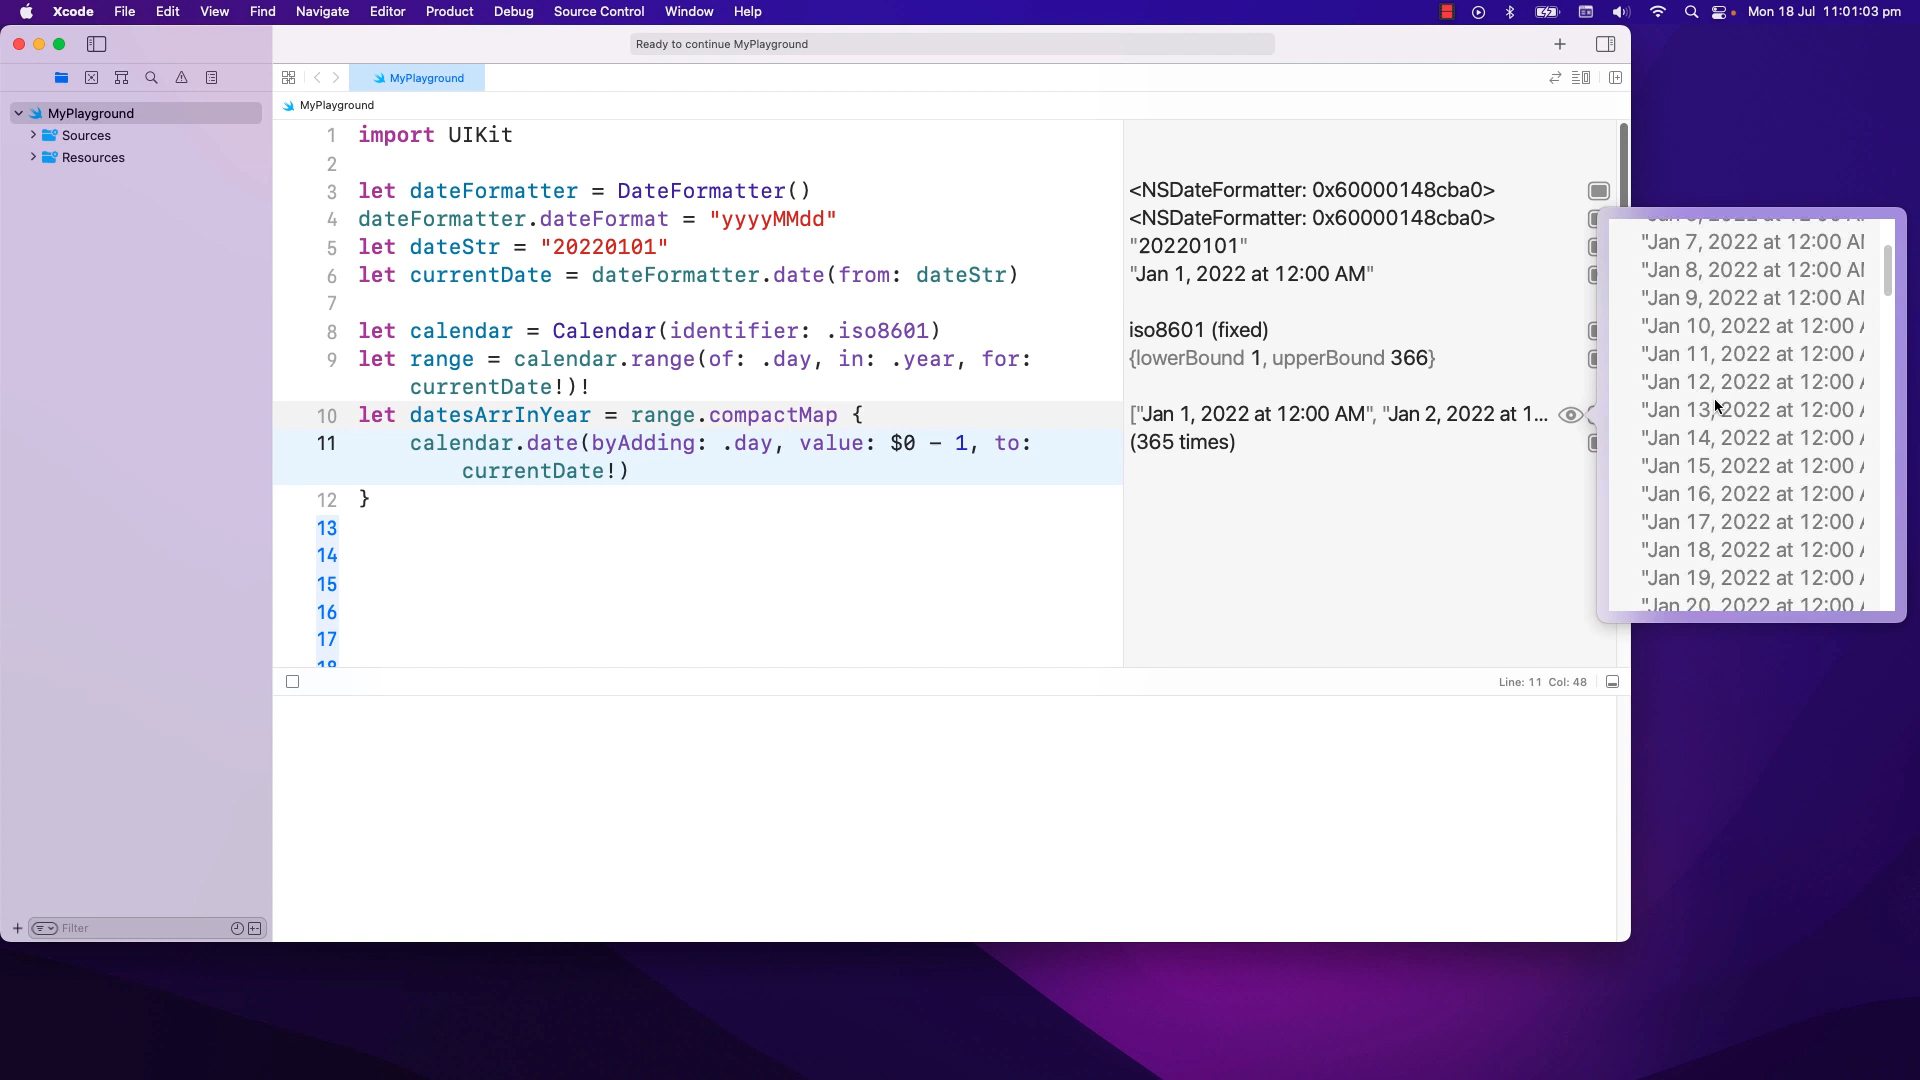 Xcode File Edit View Find Navigate Editor Product Debug Source Control Window Help
Mon 18 Jul 11:01:03 pm
Ready to continue MyPlayground
MyPlayground
MyPlayground
MyPlayground
Sources
Resources
1 import UIKit
2
3 let dateFormatter = DateFormatter()
<NSDateFormatter: 0x60000148cba0>
4 dateFormatter.dateFormat = "yyyyMMdd"
<NSDateFormatter: 0x60000148cba0>
5 let dateStr = "20220101"
"20220101"
6 let currentDate = dateFormatter.date(from: dateStr)
"Jan 1, 2022 at 12:00 AM"
7
8 let calendar = Calendar(identifier: .iso8601)
iso8601 (fixed)
9 let range = calendar.range(of: .day, in: .year, for:
currentDate!)!
{lowerBound 1, upperBound 366}
10 let datesArrInYear = range.compactMap {
["Jan 1, 2022 at 12:00 AM", "Jan 2, 2022 at 1...
11 calendar.date(byAdding: .day, value: $0 - 1, to:
currentDate!)
(365 times)
12 }
13
14
15
16
17
"Jan 7, 2022 at 12:00
"Jan 8, 2022 at 12:00
"Jan 9, 2022 at 12:00
"Jan 10, 2022 at 12:00
"Jan 11, 2022 at 12:00
"Jan 12, 2022 at 12:00
"Jan 13, 2022 at 12:00
"Jan 14, 2022 at 12:00
"Jan 15, 2022 at 12:00
"Jan 16, 2022 at 12:00
"Jan 17, 2022 at 12:00
"Jan 18, 2022 at 12:00
"Jan 19, 2022 at 12:00
"Jan 20, 2022 at 12:00
Line: 11 Col: 48
Filter